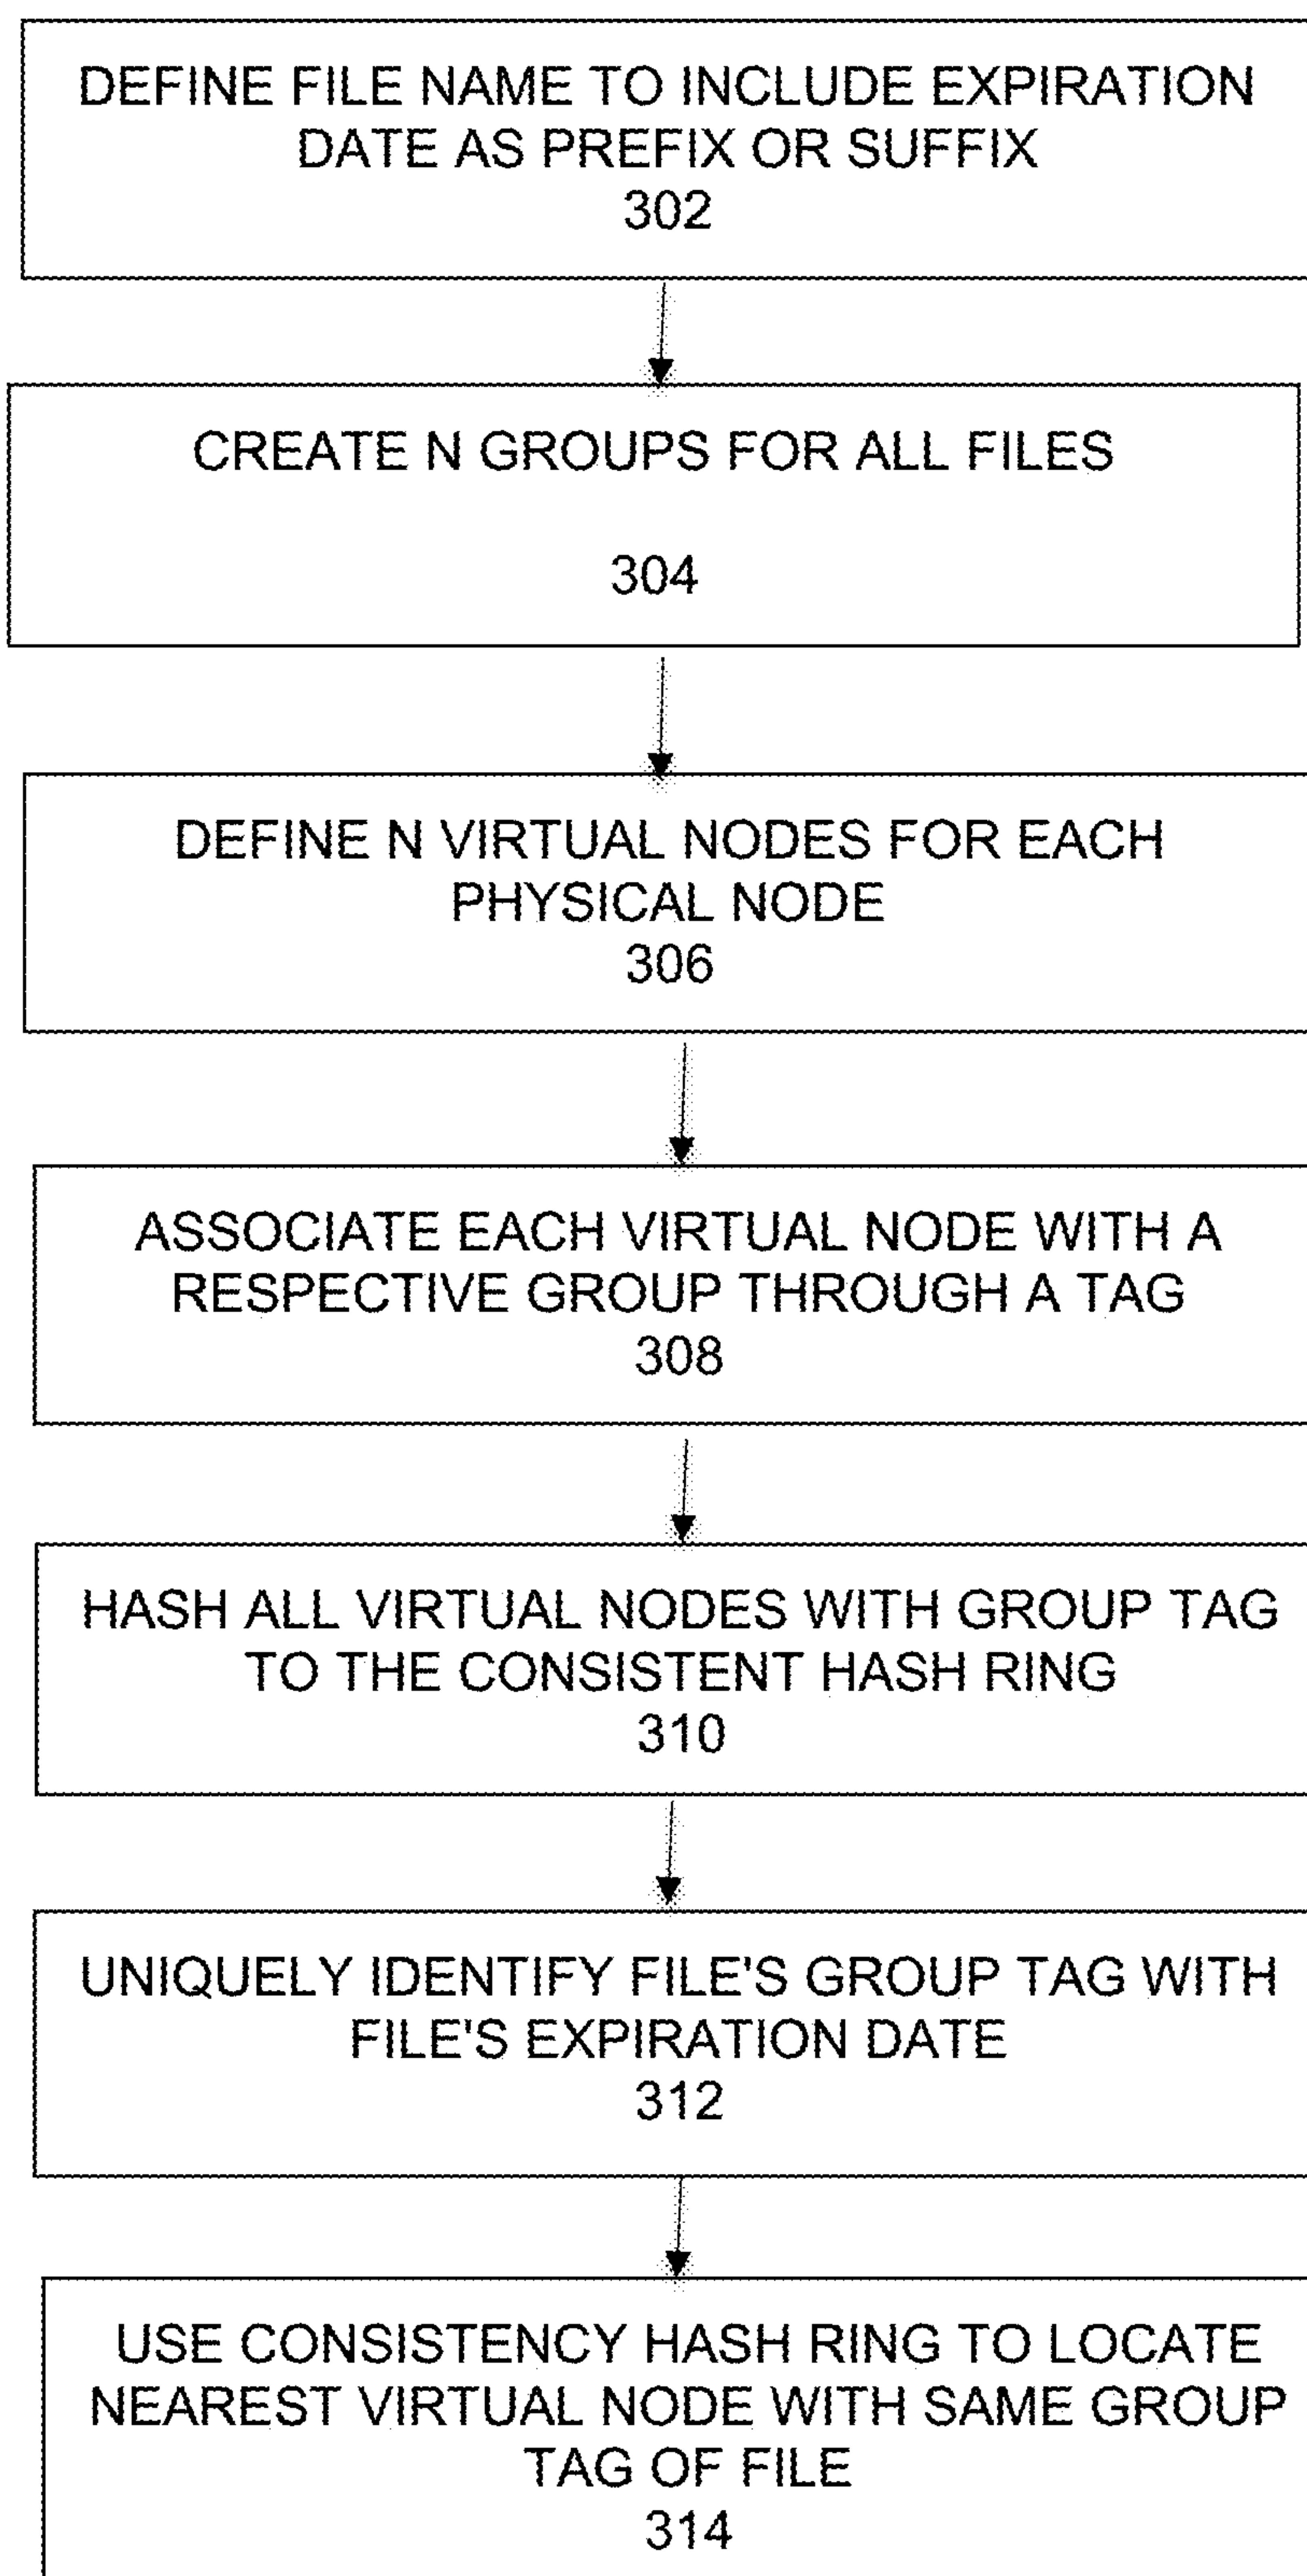 DEFINE FILE NAME TO INCLUDE EXPIRATION
DATE AS PREFIX OR SUFFIX
302
CREATE N GROUPS FOR ALL FILES
304
DEFINE N VIRTUAL NODES FOR EACH
PHYSICAL NODE
306
ASSOCIATE EACH VIRTUAL NODE WITH A
RESPECTIVE GROUP THROUGH A TAG
308
HASH ALL VIRTUAL NODES WITH GROUP TAG
TO THE CONSISTENT HASH RING
310
UNIQUELY IDENTIFY FILE'S GROUP TAG WITH
FILE'S EXPIRATION DATE
312
USE CONSISTENCY HASH RING TO LOCATE
NEAREST VIRTUAL NODE WITH SAME GROUP
TAG OF FILE
314